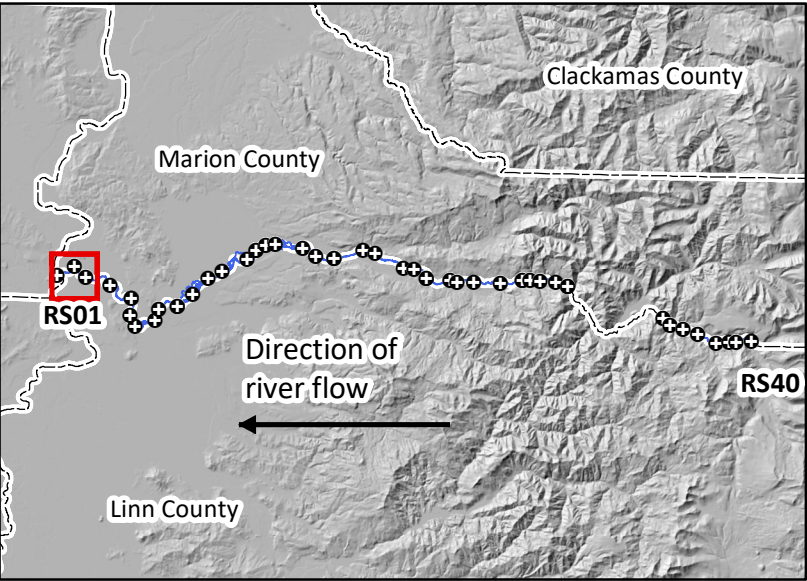 Clackamas County
Marion County
RS01
Direction of
river flow
RS40
Linn County